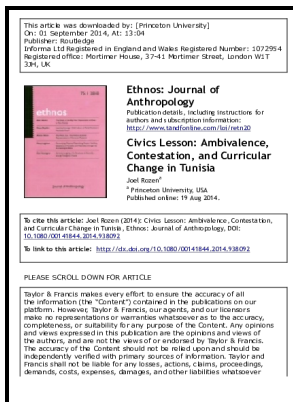 This article was downloaded by: [Princeton University]
On: 01 September 2014, At: 13:04
Publisher: Routledge
Informa Ltd Registered in England and Wales Registered Number: 1072954
Registered office: Mortimer House, 37-41 Mortimer Street, London W1T
3JH, UK
ethnos
Ethnos: Journal of
Anthropology
Publication details, including instructions for
authors and subscription information:
http://www.tandfonline.com/loi/retn20
Civics Lesson: Ambivalence,
Contestation, and Curricular
Change in Tunisia
Joel Rozen^a
^a Princeton University, USA
Published online: 19 Aug 2014.
To cite this article: Joel Rozen (2014): Civics Lesson: Ambivalence, Contestation,
and Curricular Change in Tunisia, Ethnos: Journal of Anthropology, DOI:
10.1080/00141844.2014.938092
To link to this article: http://dx.doi.org/10.1080/00141844.2014.938092
PLEASE SCROLL DOWN FOR ARTICLE
Taylor & Francis makes every effort to ensure the accuracy of all
the information (the "Content") contained in the publications on our
platform. However, Taylor & Francis, our agents, and our licensors
make no representations or warranties whatsoever as to the accuracy,
completeness, or suitability for any purpose of the Content. Any opinions
and views expressed in this publication are the opinions and views of
the authors, and are not the views of or endorsed by Taylor & Francis.
The accuracy of the Content should not be relied upon and should be
independently verified with primary sources of information. Taylor and
Francis shall not be liable for any losses, actions, claims, proceedings,
demands, costs, expenses, damages, and other liabilities whatsoever